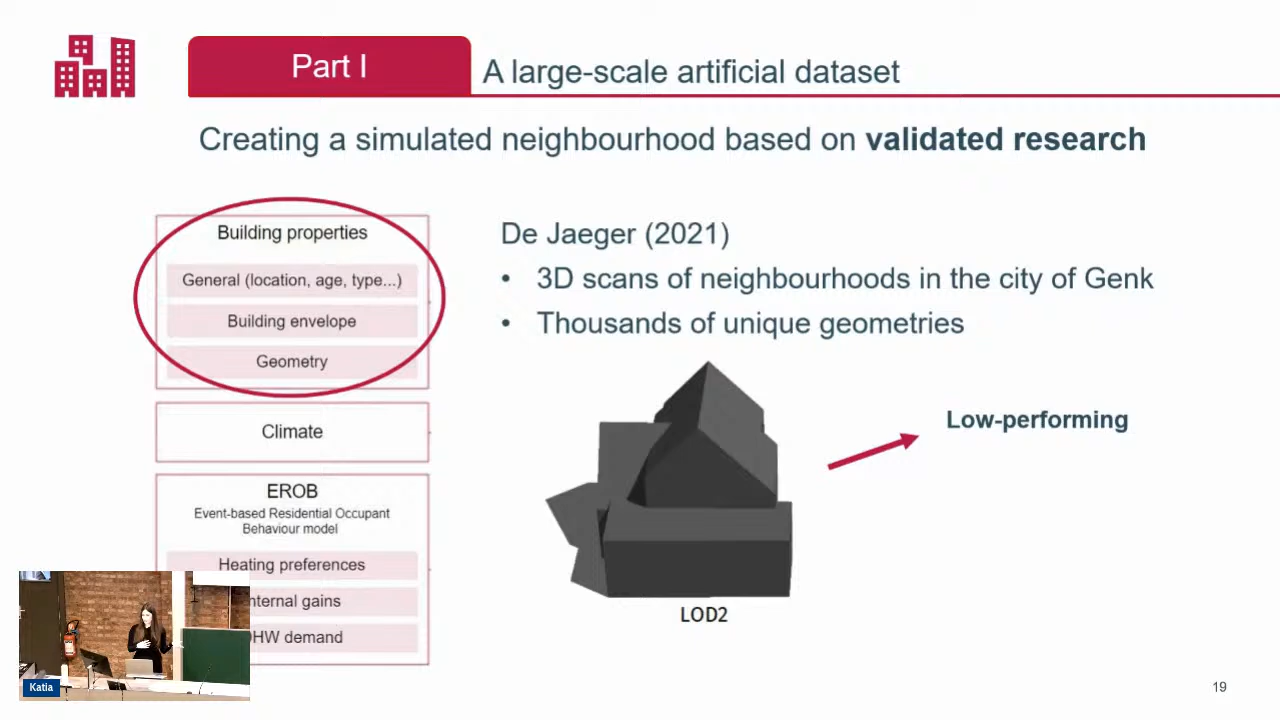 Part I
A large-scale artificial dataset
Creating a simulated neighbourhood based on validated research
Building properties
General (location, age, type...)
Building envelope
Geometry
Climate
EROB
Event-based Residential Occupant
Behaviour model
Heating preferences
nternal gains
HW demand
De Jaeger (2021)
• 3D scans of neighbourhoods in the city of Genk
• Thousands of unique geometries
Low-performing
LOD2
Katia
19